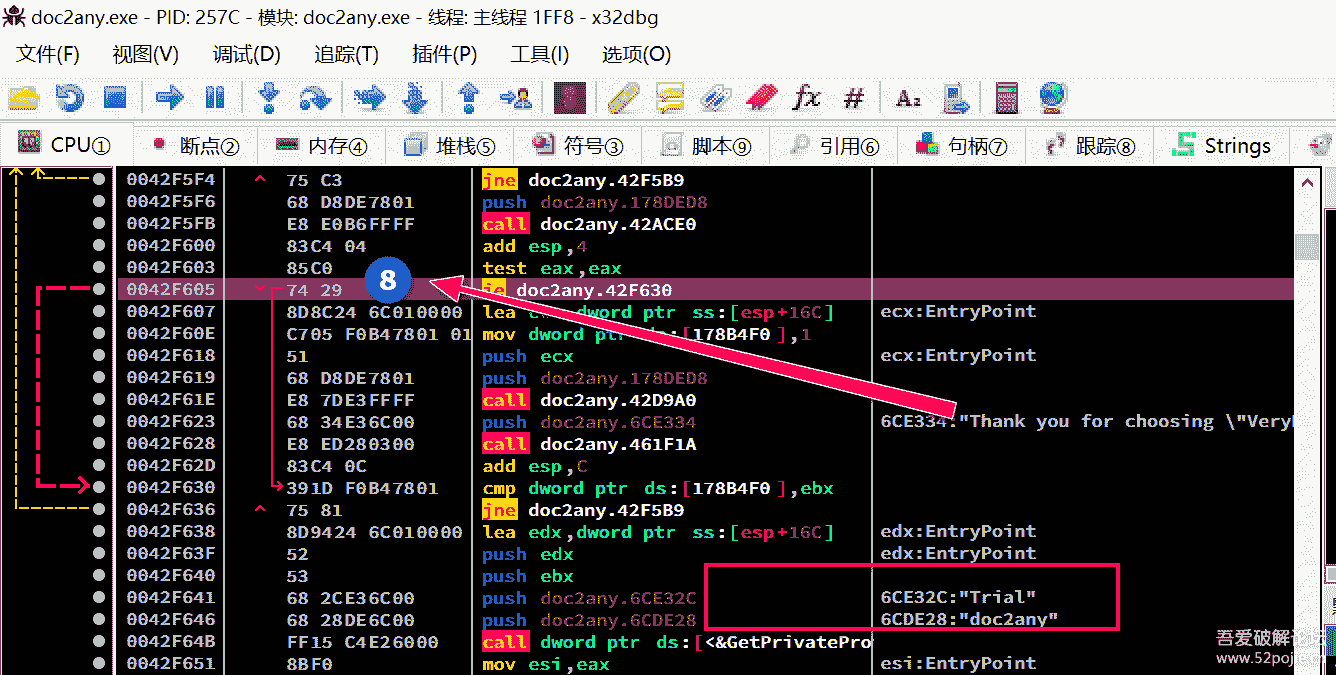 doc2any.exe - PID: 257C - 模块: doc2any.exe - 线程: 主线程 1FF8 - x32dbg
文件(F) 视图(V) 调试(D) 追踪(T) 插件(P) 工具(I) 选项(O)
CPU① 断点② 内存④ 堆栈⑤ 符号③ 脚本⑨ 引用⑥ 句柄⑦ 跟踪⑧ Strings
0042F5F4 75 C3 jne doc2any.42F5B9
0042F5F6 68 D8DE7801 push doc2any.178DED8
0042F5FB E8 E0B6FFFF call doc2any.42ACE0
0042F600 83C4 04 add esp,4
0042F603 85C0 test eax,eax
0042F605 74 29 je doc2any.42F630
8
0042F607 8D8C24 6C010000 lea dword ptr ss:[esp+16C] ecx:EntryPoint
0042F60E C705 F0B47801 01 mov dword ptr ds:[178B4F0],1
0042F618 51 push ecx ecx:EntryPoint
0042F619 68 D8DE7801 push doc2any.178DED8
0042F61E E8 7DE3FFFF call doc2any.42D9A0
0042F623 68 34E36C00 push doc2any.6CE334 6CE334:"Thank you for choosing \"Very
0042F628 E8 ED280300 call doc2any.461F1A
0042F62D 83C4 0C add esp,C
0042F630 391D F0B47801 cmp dword ptr ds:[178B4F0],ebx
0042F636 75 81 jne doc2any.42F5B9
0042F638 8D9424 6C010000 lea edx,dword ptr ss:[esp+16C] edx:EntryPoint
0042F63F 52 push edx edx:EntryPoint
0042F640 53 push ebx
0042F641 68 2CE36C00 push doc2any.6CE32C 6CE32C:"Trial"
0042F646 68 28DE6C00 push doc2any.6CDE28 6CDE28:"doc2any"
0042F64B FF15 C4E26000 call dword ptr ds:[<&GetPrivatePro
0042F651 8BF0 mov esi,eax esi:EntryPoint
吾爱破解论坛
www.52pojie.cn